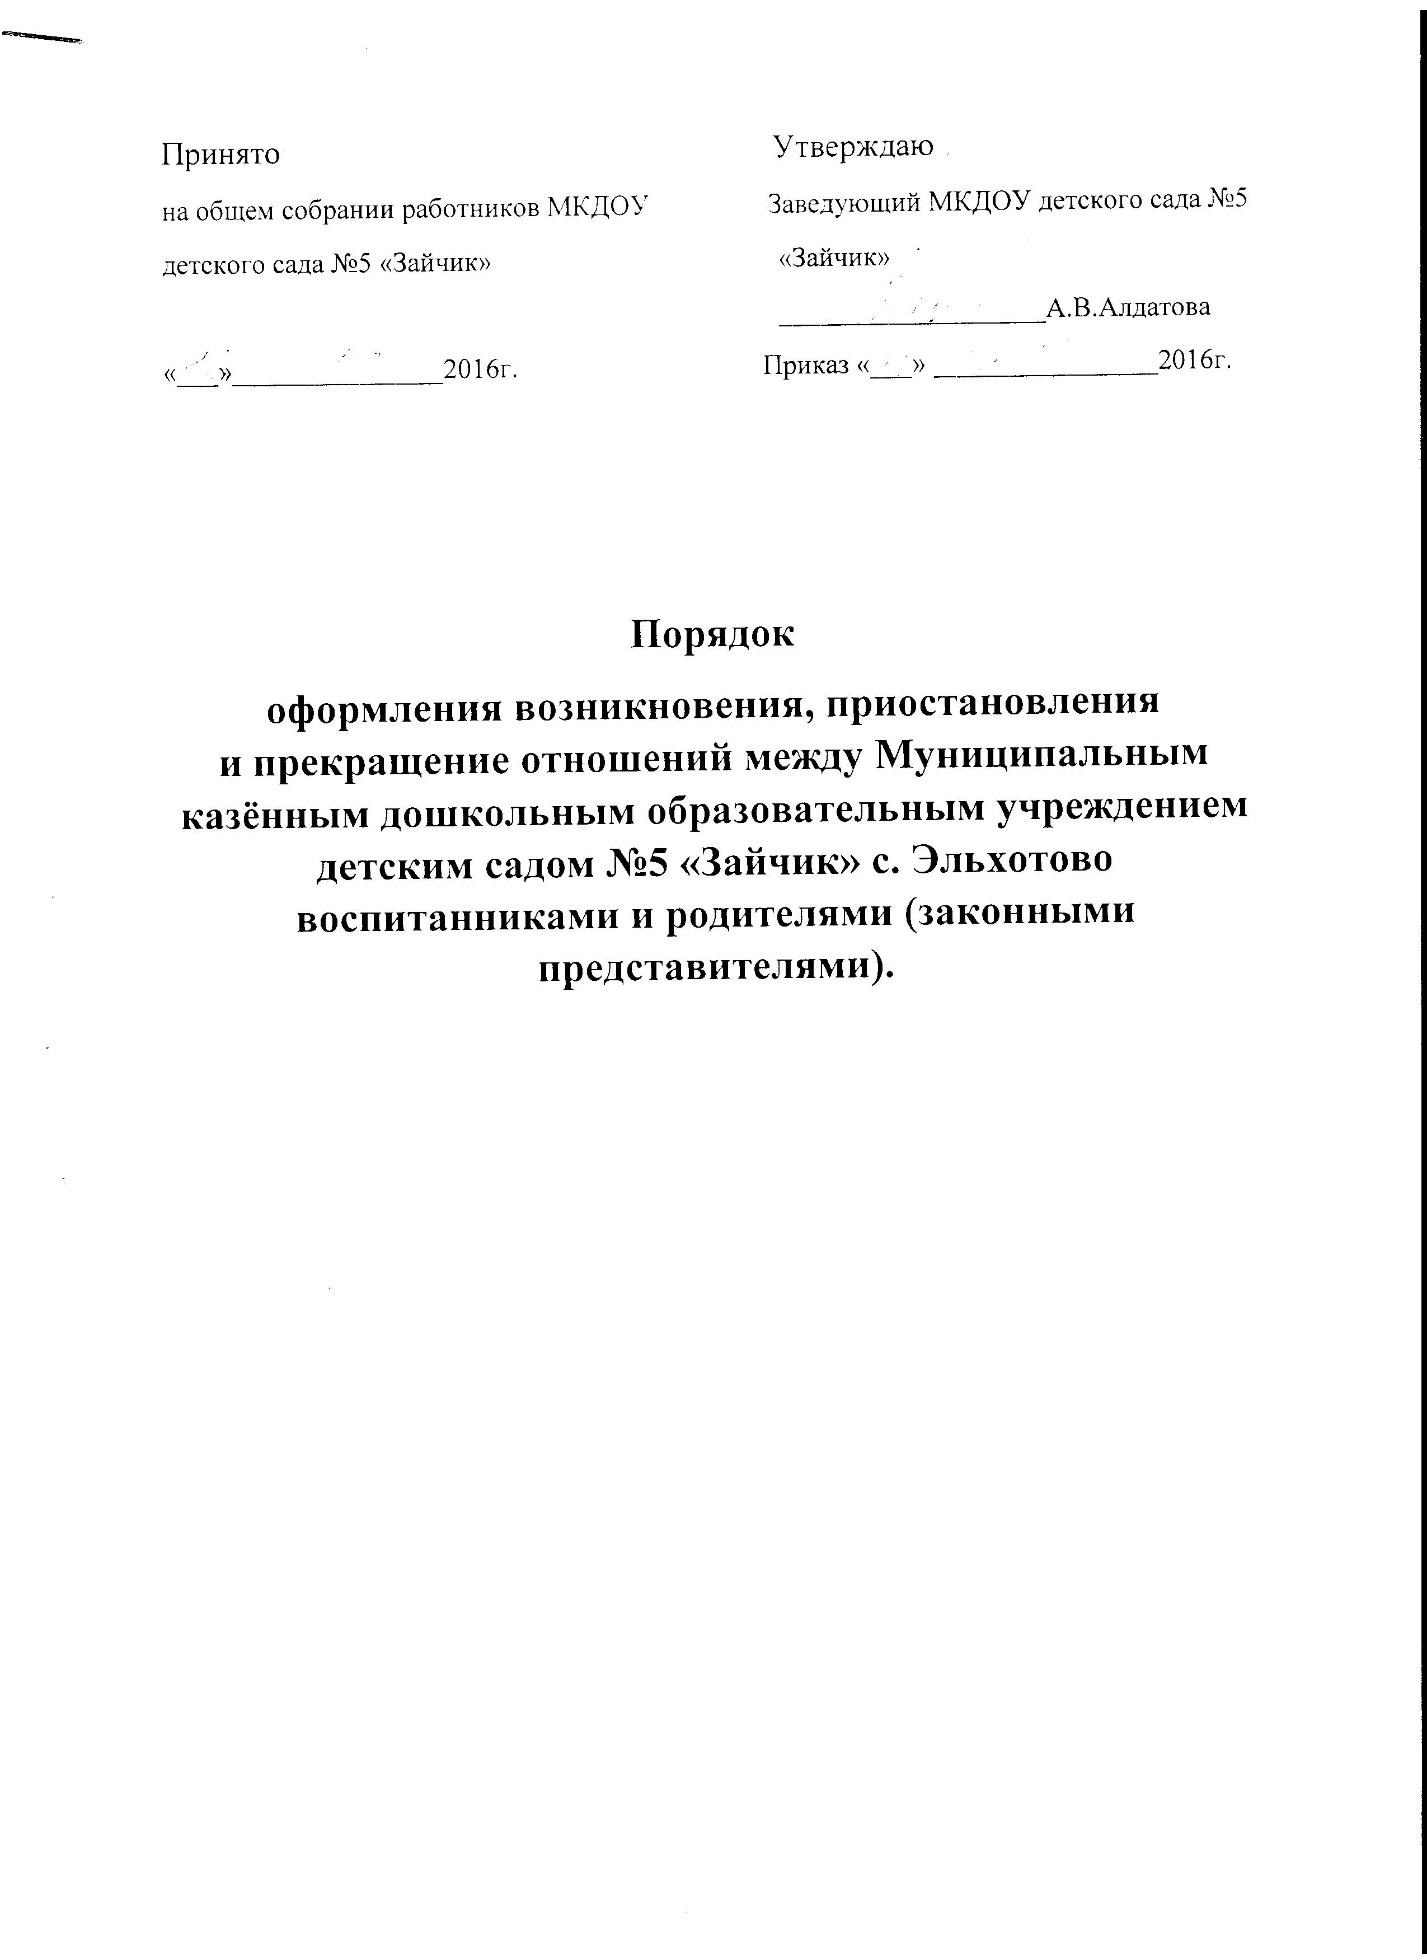 Принято
на общем собрании работников МКДОУ
детского сада №5 «Зайчик»
«___»_______________2016г.
Утверждаю
Заведующий МКДОУ детского сада №5
«Зайчик»
___________________А.В.Алдатова
Приказ «___» ________________2016г.
Порядок
оформления возникновения, приостановления
и прекращение отношений между Муниципальным
казённым дошкольным образовательным учреждением
детским садом №5 «Зайчик» с. Эльхотово
воспитанниками и родителями (законными
представителями).